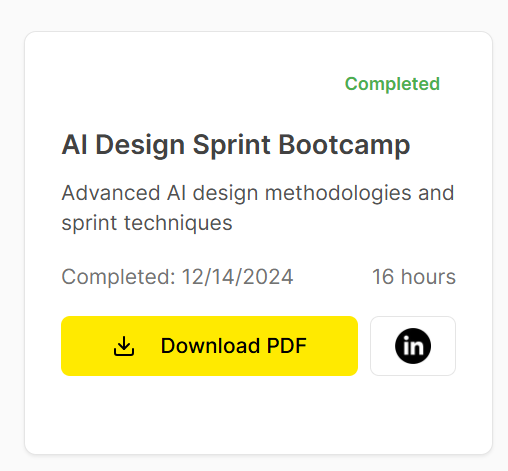 Completed
AI Design Sprint Bootcamp
Advanced AI design methodologies and
sprint techniques
Completed: 12/14/2024
16 hours
Download PDF
in